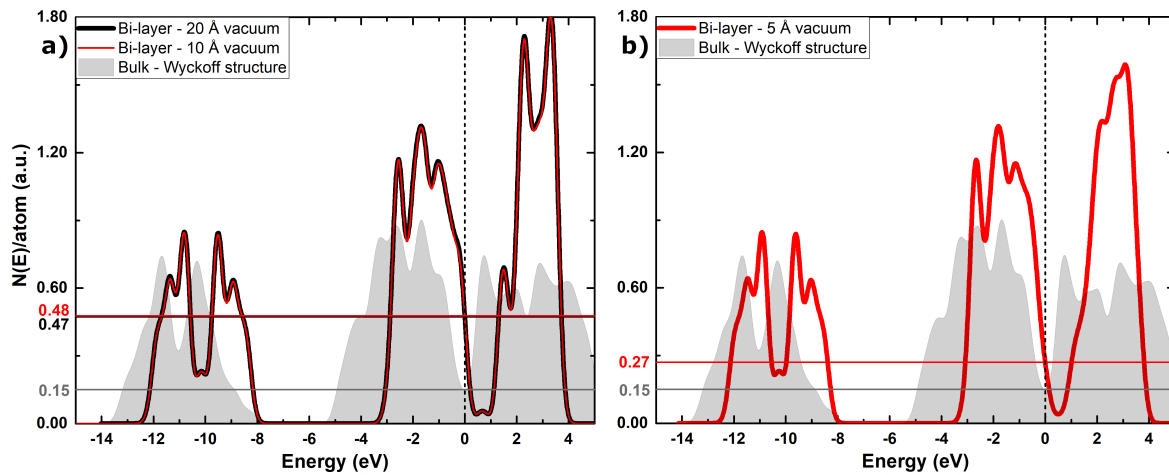 a)
Bi-layer - 20 Å vacuum
Bi-layer - 10 Å vacuum
Bulk - Wyckoff structure
N(E)/atom (a.u.)
1.80
1.20
0.60
0.48
0.47
0.15
0.00
-14 -12 -10 -8 -6 -4 -2 0 2 4
Energy (eV)
b)
Bi-layer - 5 Å vacuum
Bulk - Wyckoff structure
1.80
1.20
0.60
0.27
0.15
0.00
-14 -12 -10 -8 -6 -4 -2 0 2 4
Energy (eV)